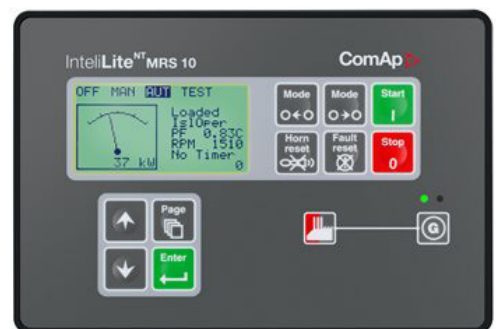 InteliLiteNT MRS 10
ComAp
OFF MAN AUT TEST
Loaded
IslOper
PF 0.83C
RPM 1510
No Timer
0
37 kW
Mode
Mode
Start
I
Horn
reset
Fault
reset
Stop
0
Page
Enter
G